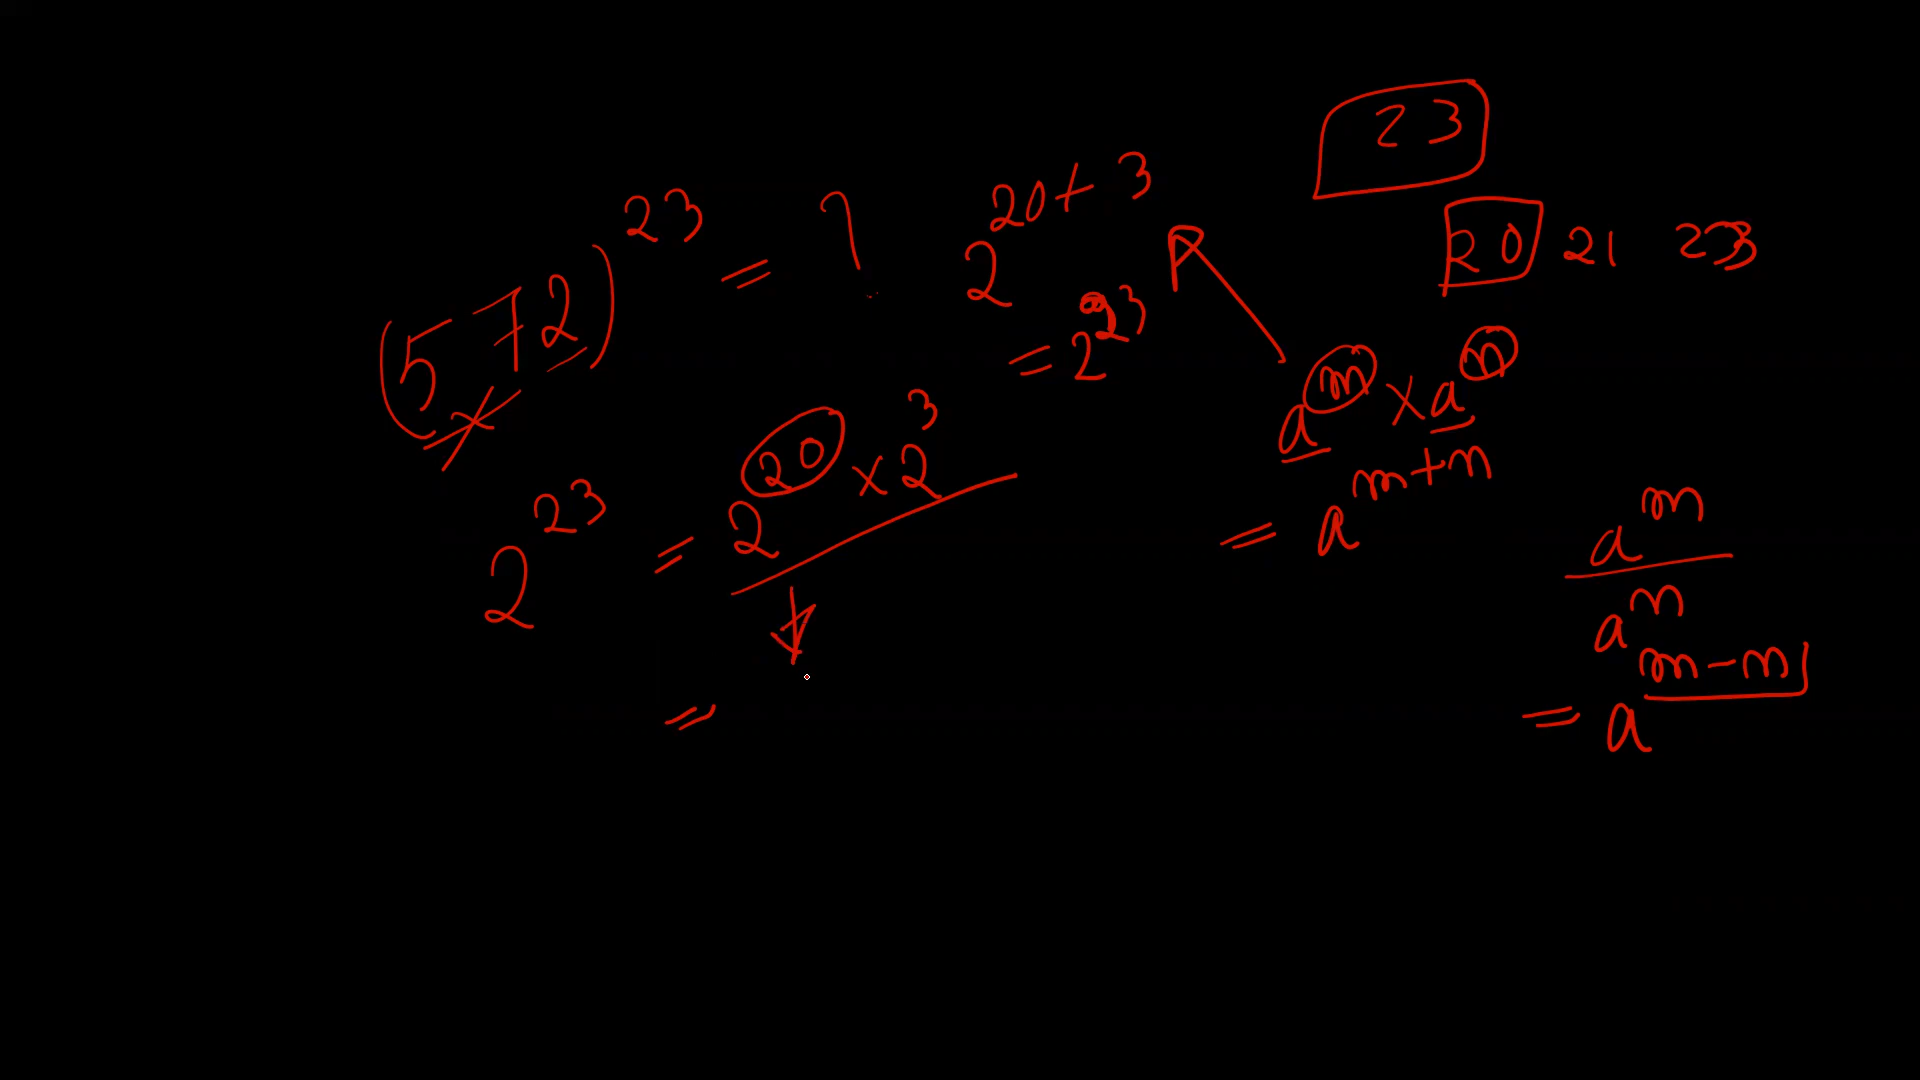 23
(572)^23 = ?
2^20+3
20 21 23
= 2^23
a^m × a^n
= a^m+n
2^23 = 2^20 × 2^3
=
a^m / a^n
= a^m-n